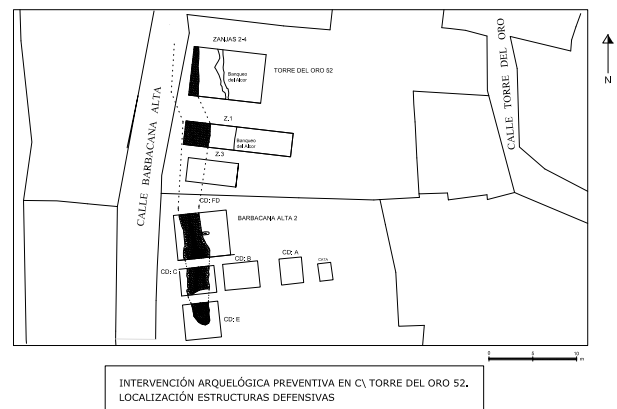 ZANJAS 2-4
Banqueo
del Alcor
TORRE DEL ORO 52
N
CALLE BARBACANA ALTA
CALLE TORRE DEL ORO
Z.1
Banqueo
del Alcor
Z.3
CD: FD
BARBACANA ALTA 2
CD: C
CD: B
CD: A
CATA
CD: E
0 5 10
m
INTERVENCIÓN ARQUELÓGICA PREVENTIVA EN C\ TORRE DEL ORO 52.
LOCALIZACIÓN ESTRUCTURAS DEFENSIVAS